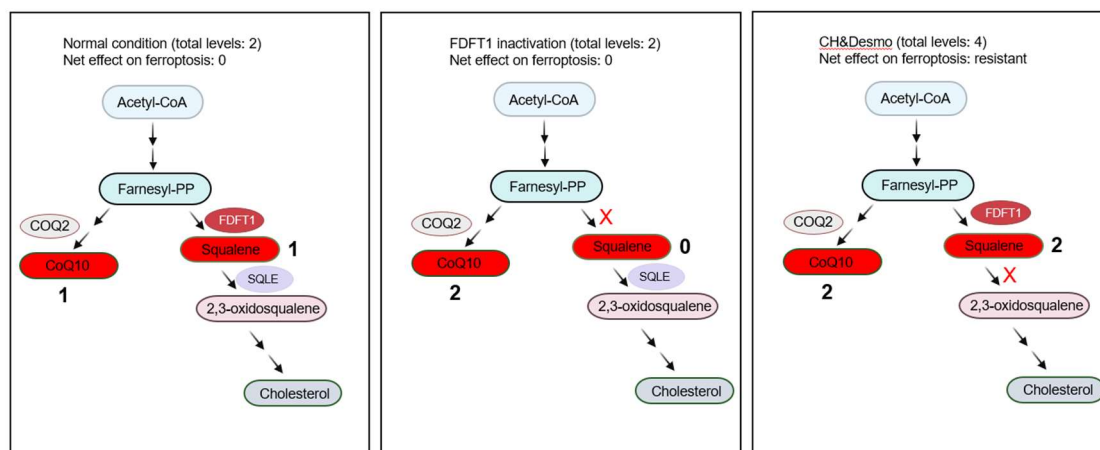 Normal condition (total levels: 2)
Net effect on ferroptosis: 0
Acetyl-CoA
Farnesyl-PP
COQ2
FDFT1
Squalene
1
CoQ10
1
SQLE
2,3-oxidosqualene
Cholesterol
FDFT1 inactivation (total levels: 2)
Net effect on ferroptosis: 0
Acetyl-CoA
Farnesyl-PP
COQ2
X
Squalene
0
CoQ10
2
SQLE
2,3-oxidosqualene
Cholesterol
CH&Desmo (total levels: 4)
Net effect on ferroptosis: resistant
Acetyl-CoA
Farnesyl-PP
COQ2
FDFT1
Squalene
2
CoQ10
2
X
2,3-oxidosqualene
Cholesterol